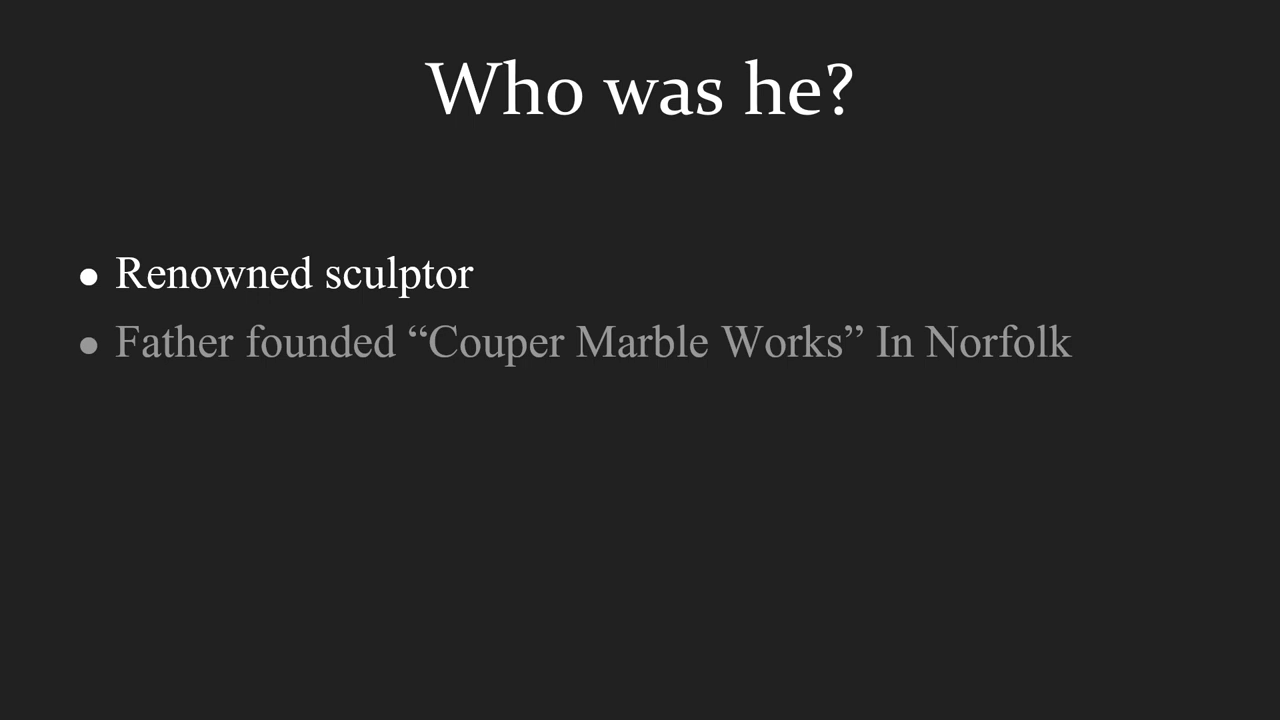 Who was he?
● Renowned sculptor
● Father founded “Couper Marble Works” In Norfolk